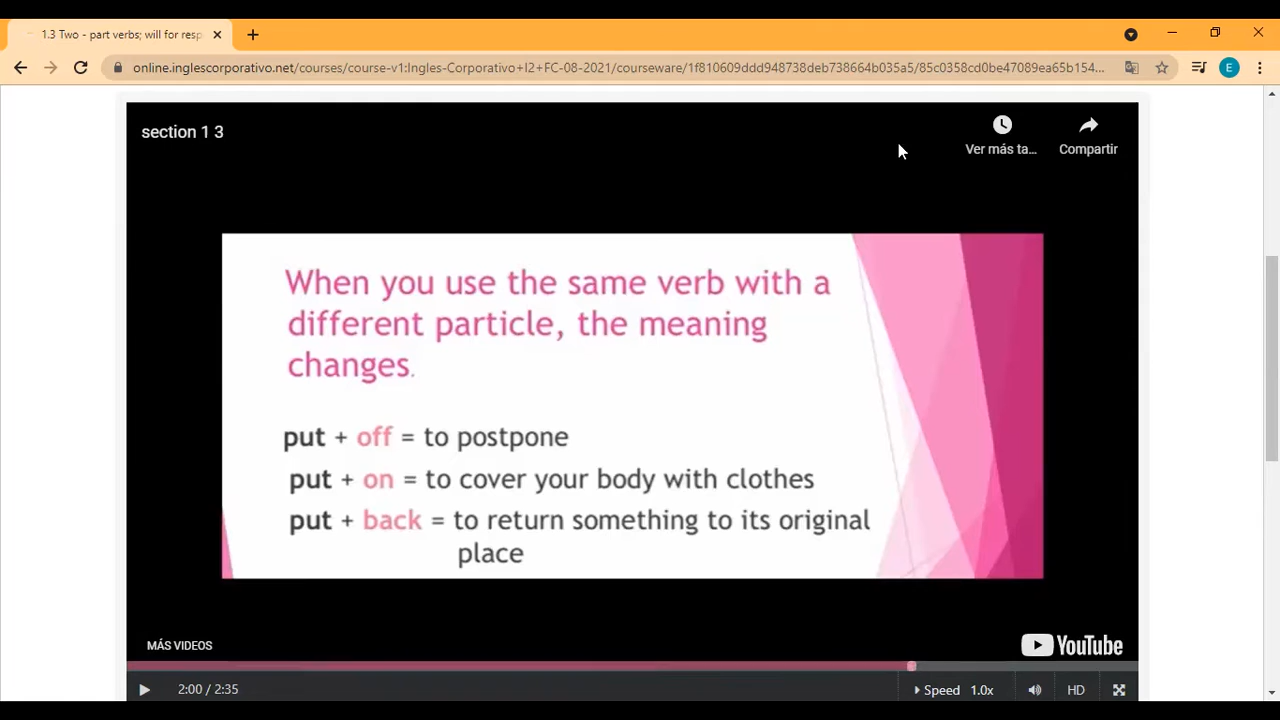 1.3 Two - part verbs; will for resp
online.inglescorporativo.net/courses/course-v1:Ingles-Corporativo+I2+FC-08-2021/courseware/1f810609ddd948738deb738664b035a5/85c0358cd0be47089ea65b154...
E
section 1 3
Ver más ta...
Compartir
When you use the same verb with a
different particle, the meaning
changes.
put + off = to postpone
put + on = to cover your body with clothes
put + back = to return something to its original
place
MÁS VIDEOS
YouTube
2:00 / 2:35
Speed 1.0x
HD